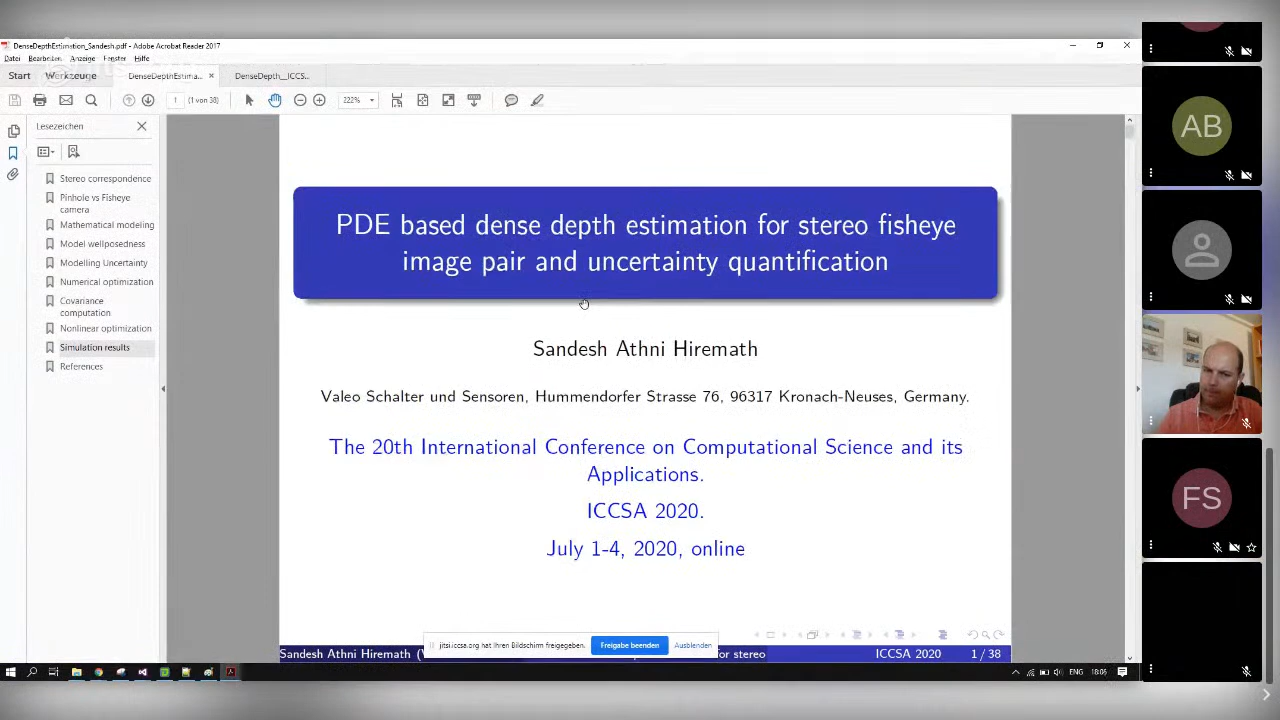 DenseDepthEstimation_Sandesh.pdf - Adobe Acrobat Reader 2017
Datei Bearbeiten Anzeige Fenster Hilfe
Start Werkzeuge DenseDepthEstima... × DenseDepth__ICCS...
1 (1 von 38) 222%
Lesezeichen
Stereo correspondence
Pinhole vs Fisheye
camera
Mathematical modeling
Model wellposedness
Modelling Uncertainty
Numerical optimization
Covariance
computation
Nonlinear optimization
Simulation results
References
PDE based dense depth estimation for stereo fisheye
image pair and uncertainty quantification
Sandesh Athni Hiremath
Valeo Schalter und Sensoren, Hummendorfer Strasse 76, 96317 Kronach-Neuses, Germany.
The 20th International Conference on Computational Science and its
Applications.
ICCSA 2020.
July 1-4, 2020, online
jitsi.iccsa.org hat Ihren Bildschirm freigegeben. Freigabe beenden Ausblenden
Sandesh Athni Hiremath ( for stereo ICCSA 2020 1 / 38
ENG 18:06
AB
FS